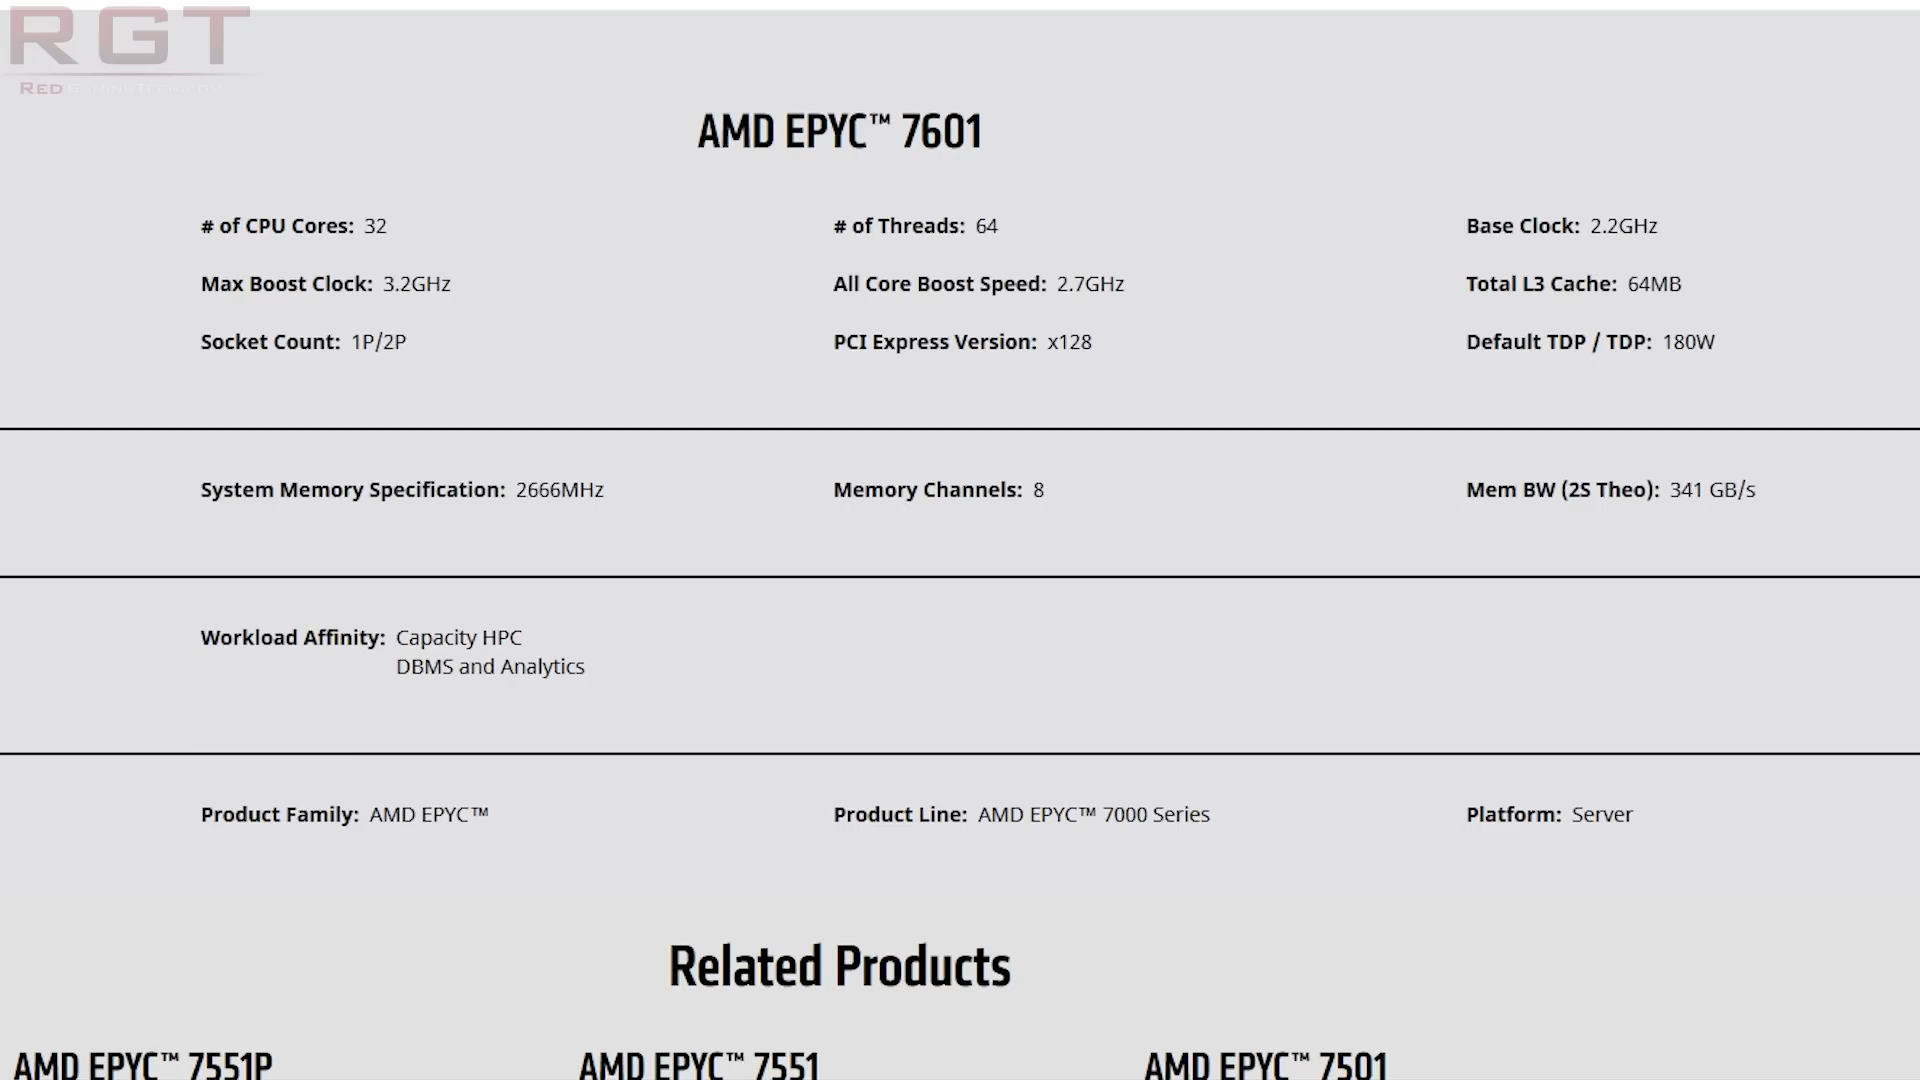 RGT
RED
AMD EPYC™ 7601
# of CPU Cores: 32
# of Threads: 64
Base Clock: 2.2GHz
Max Boost Clock: 3.2GHz
All Core Boost Speed: 2.7GHz
Total L3 Cache: 64MB
Socket Count: 1P/2P
PCI Express Version: x128
Default TDP / TDP: 180W
System Memory Specification: 2666MHz
Memory Channels: 8
Mem BW (2S Theo): 341 GB/s
Workload Affinity: Capacity HPC
DBMS and Analytics
Product Family: AMD EPYC™
Product Line: AMD EPYC™ 7000 Series
Platform: Server
Related Products
AMD EPYC™ 7551P
AMD EPYC™ 7551
AMD EPYC™ 7501